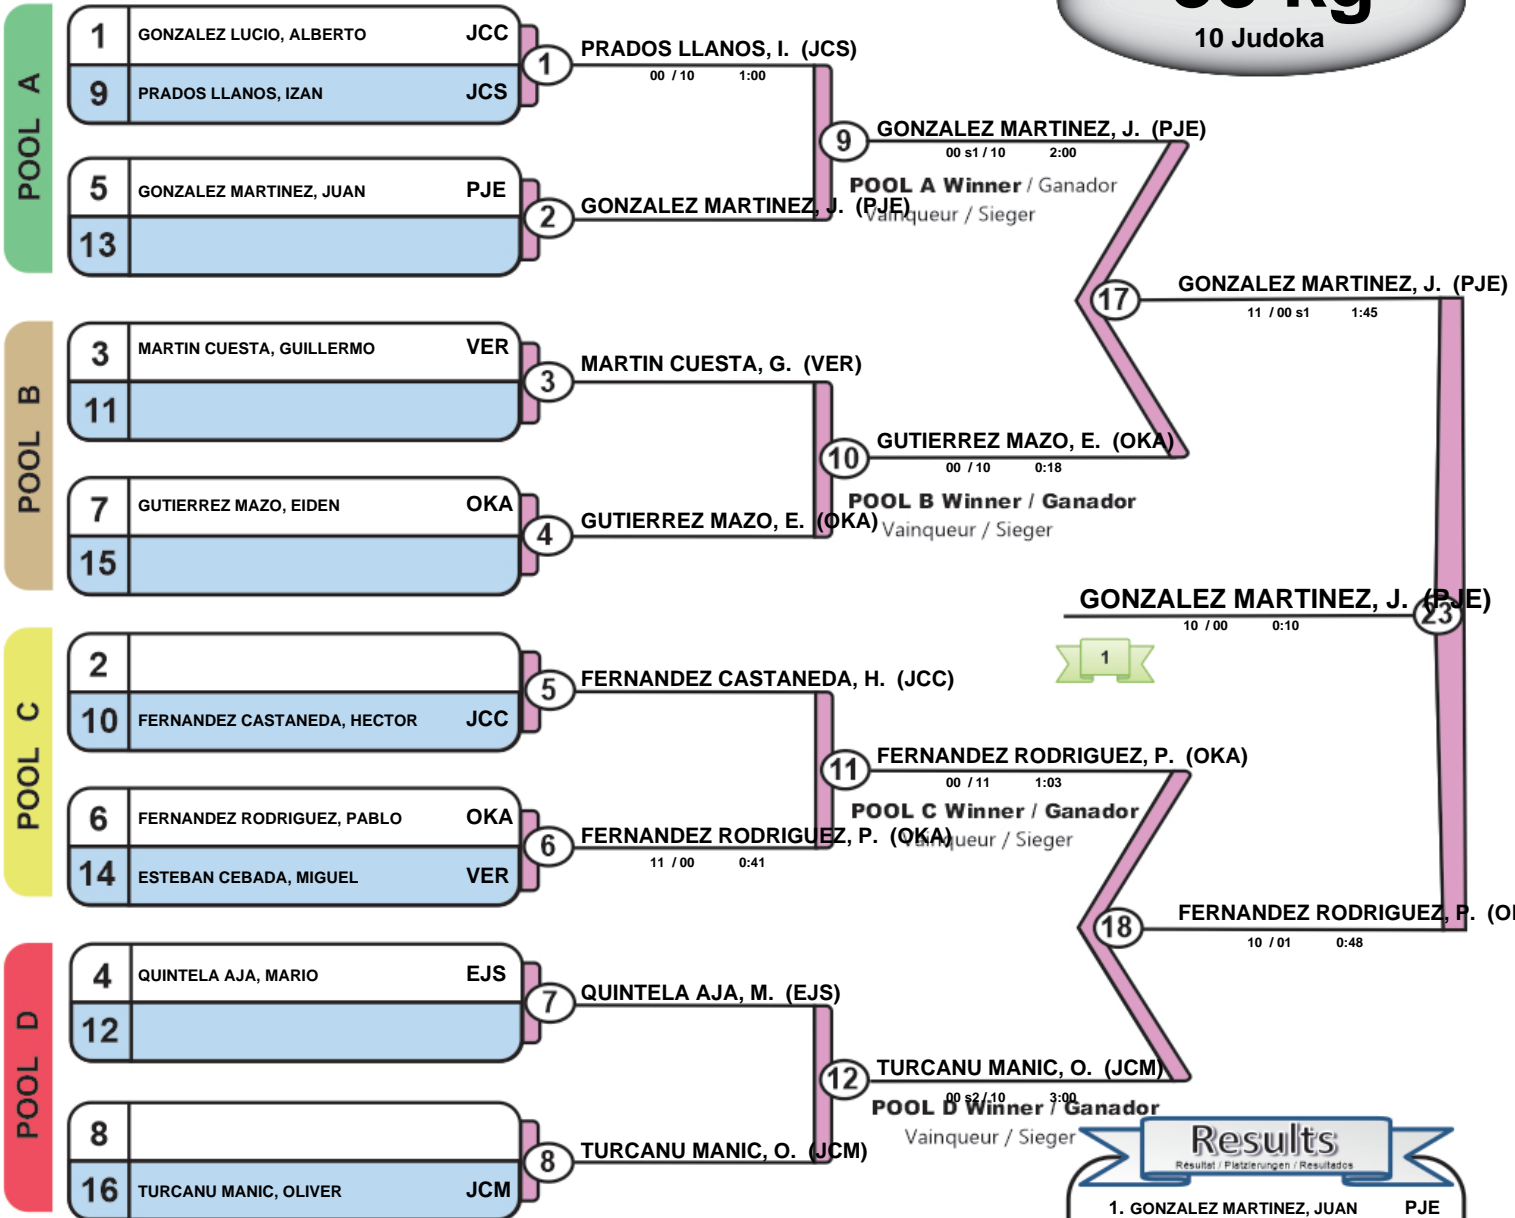 10 Judoka
POOL A
1 GONZALEZ LUCIO, ALBERTO JCC
9 PRADOS LLANOS, IZAN JCS
5 GONZALEZ MARTINEZ, JUAN PJE
13
1 PRADOS LLANOS, I. (JCS)
00 / 10 1:00
2 GONZALEZ MARTINEZ, J. (PJE)
9 GONZALEZ MARTINEZ, J. (PJE)
00 s1 / 10 2:00
POOL A Winner / Ganador
Vainqueur / Sieger
POOL B
3 MARTIN CUESTA, GUILLERMO VER
11
7 GUTIERREZ MAZO, EIDEN OKA
15
3 MARTIN CUESTA, G. (VER)
4 GUTIERREZ MAZO, E. (OKA)
10 GUTIERREZ MAZO, E. (OKA)
00 / 10 0:18
POOL B Winner / Ganador
Vainqueur / Sieger
17 GONZALEZ MARTINEZ, J. (PJE)
11 / 00 s1 1:45
GONZALEZ MARTINEZ, J. (PJE)
23
10 / 00 0:10
1
POOL C
2
10 FERNANDEZ CASTANEDA, HECTOR JCC
6 FERNANDEZ RODRIGUEZ, PABLO OKA
14 ESTEBAN CEBADA, MIGUEL VER
5 FERNANDEZ CASTANEDA, H. (JCC)
6 FERNANDEZ RODRIGUEZ, P. (OKA)
11 / 00 0:41
11 FERNANDEZ RODRIGUEZ, P. (OKA)
00 / 11 1:03
POOL C Winner / Ganador
Vainqueur / Sieger
18 FERNANDEZ RODRIGUEZ, P.
10 / 01 0:48
POOL D
4 QUINTELA AJA, MARIO EJS
12
8
16 TURCANU MANIC, OLIVER JCM
7 QUINTELA AJA, M. (EJS)
8 TURCANU MANIC, O. (JCM)
12 TURCANU MANIC, O. (JCM)
00 s2 / 10 3:00
POOL D Winner / Ganador
Vainqueur / Sieger
Results
Résultat / Platzierungen / Resultados
1. GONZALEZ MARTINEZ, JUAN PJE